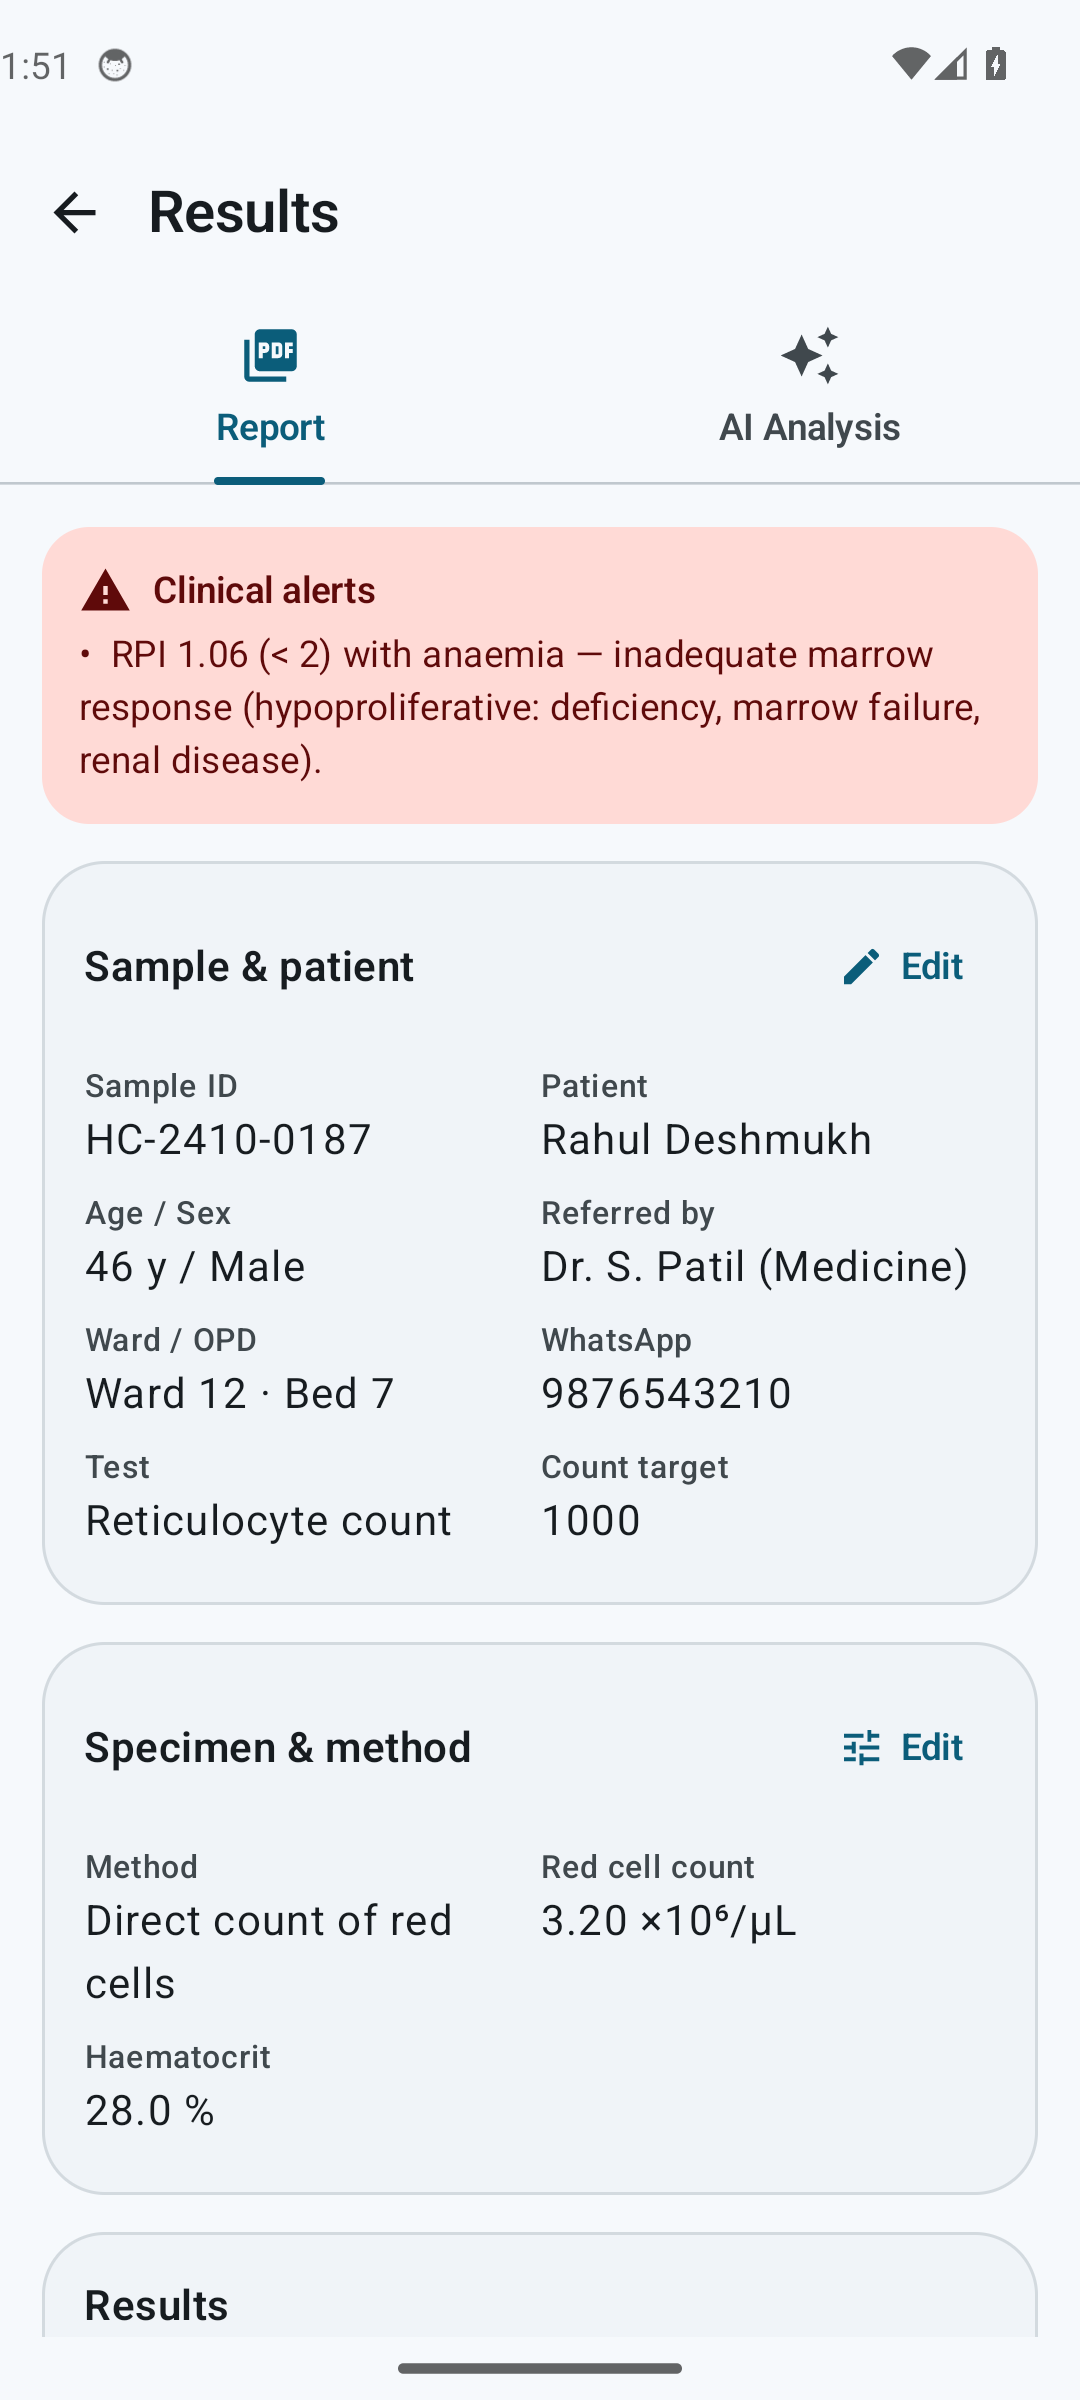 1:51
Results
PDF
Report
AI Analysis
Clinical alerts
• RPI 1.06 (< 2) with anaemia — inadequate marrow
response (hypoproliferative: deficiency, marrow failure,
renal disease).
Sample & patient
Edit
Sample ID
Patient
HC-2410-0187
Rahul Deshmukh
Age / Sex
Referred by
46 y / Male
Dr. S. Patil (Medicine)
Ward / OPD
WhatsApp
Ward 12 · Bed 7
9876543210
Test
Count target
Reticulocyte count
1000
Specimen & method
Edit
Method
Red cell count
Direct count of red
cells
3.20 ×10⁶/µL
Haematocrit
28.0 %
Results